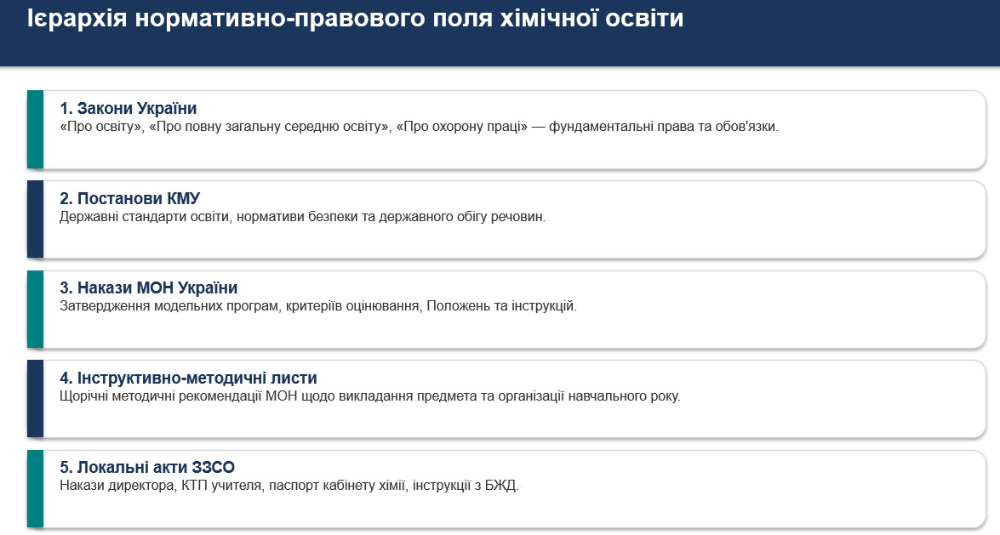 Ієрархія нормативно-правового поля хімічної освіти
1. Закони України
«Про освіту», «Про повну загальну середню освіту», «Про охорону праці» — фундаментальні права та обов'язки.
2. Постанови КМУ
Державні стандарти освіти, нормативи безпеки та державного обігу речовин.
3. Накази МОН України
Затвердження модельних програм, критеріїв оцінювання, Положень та інструкцій.
4. Інструктивно-методичні листи
Щорічні методичні рекомендації МОН щодо викладання предмета та організації навчального року.
5. Локальні акти ЗЗСО
Накази директора, КТП учителя, паспорт кабінету хімії, інструкції з БЖД.